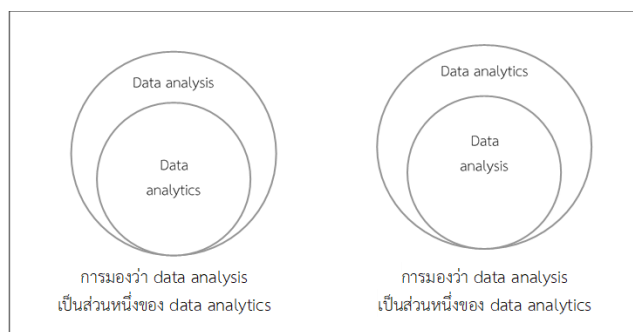 Data analysis
Data
analytics
การมองว่า data analysis
เป็นส่วนหนึ่งของ data analytics
Data analytics
Data
analysis
การมองว่า data analysis
เป็นส่วนหนึ่งของ data analytics